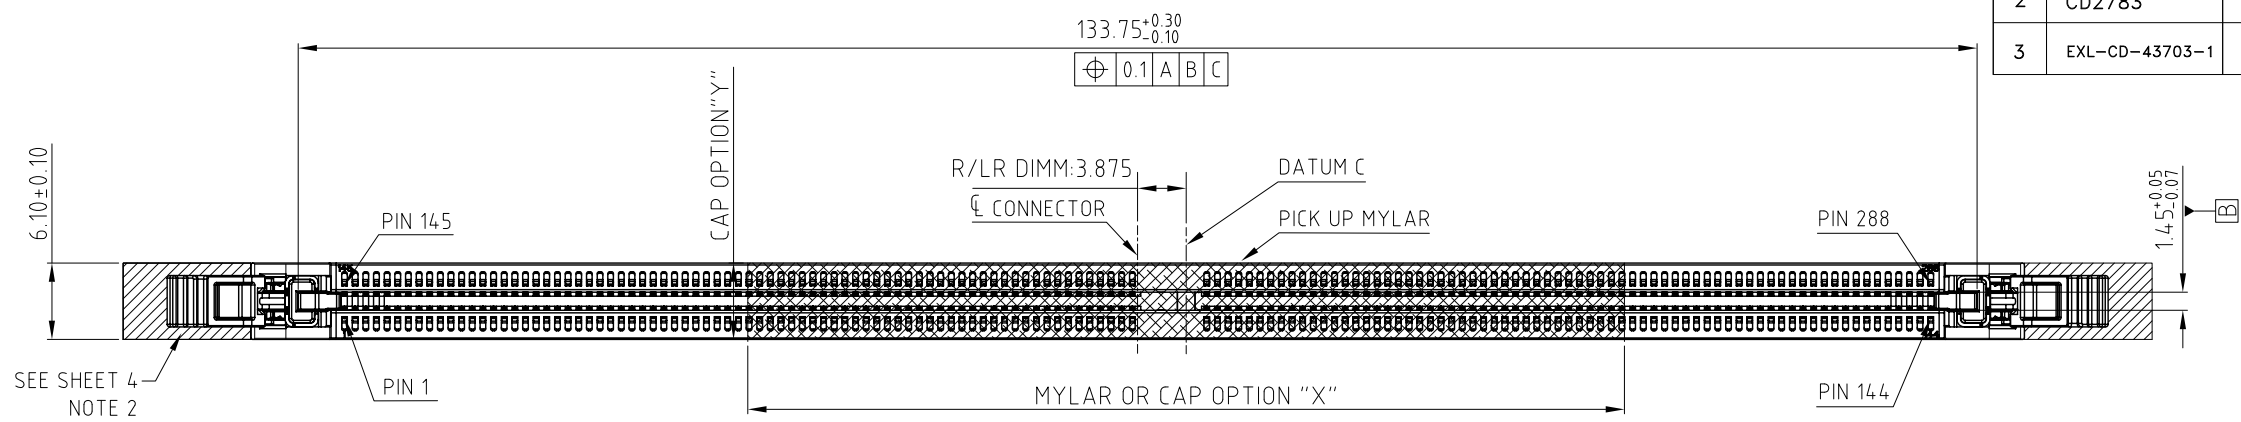 2 CD2783
3 EXL-CD-43703-1
133.75 +0.30 -0.10
⌖ 0.1 A B C
6.10±0.10
CAP OPTION"Y"
R/LR DIMM:3.875
DATUM C
℄ CONNECTOR
PICK UP MYLAR
PIN 145
PIN 288
1.45 +0.05 -0.07
B
SEE SHEET 4
NOTE 2
PIN 1
MYLAR OR CAP OPTION "X"
PIN 144